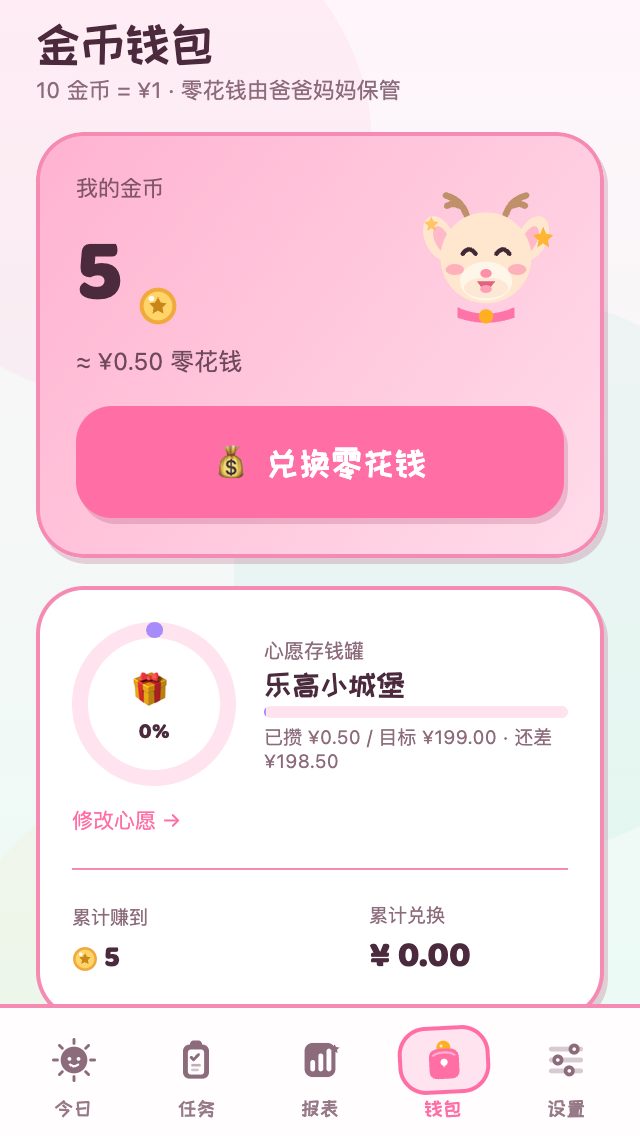 金币钱包
10 金币 = ¥1 · 零花钱由爸爸妈妈保管
我的金币
5
≈ ¥0.50 零花钱
兑换零花钱
心愿存钱罐
乐高小城堡
0%
已攒 ¥0.50 / 目标 ¥199.00 · 还差
¥198.50
修改心愿 →
累计赚到
5
累计兑换
¥ 0.00
今日
任务
报表
钱包
设置